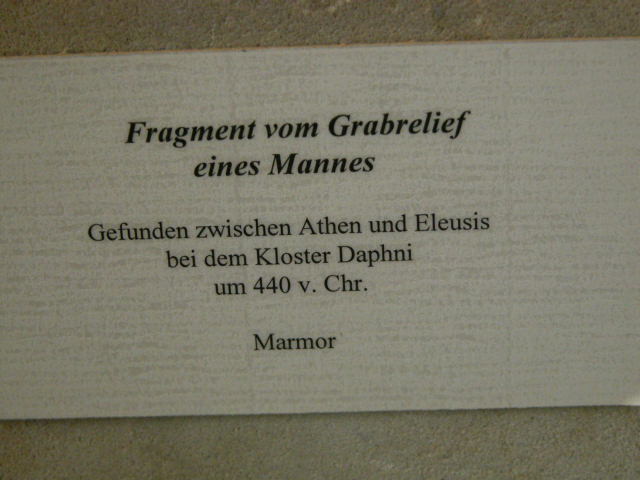 Fragment vom Grabrelief
eines Mannes
Gefunden zwischen Athen und Eleusis
bei dem Kloster Daphni
um 440 v. Chr.
Marmor